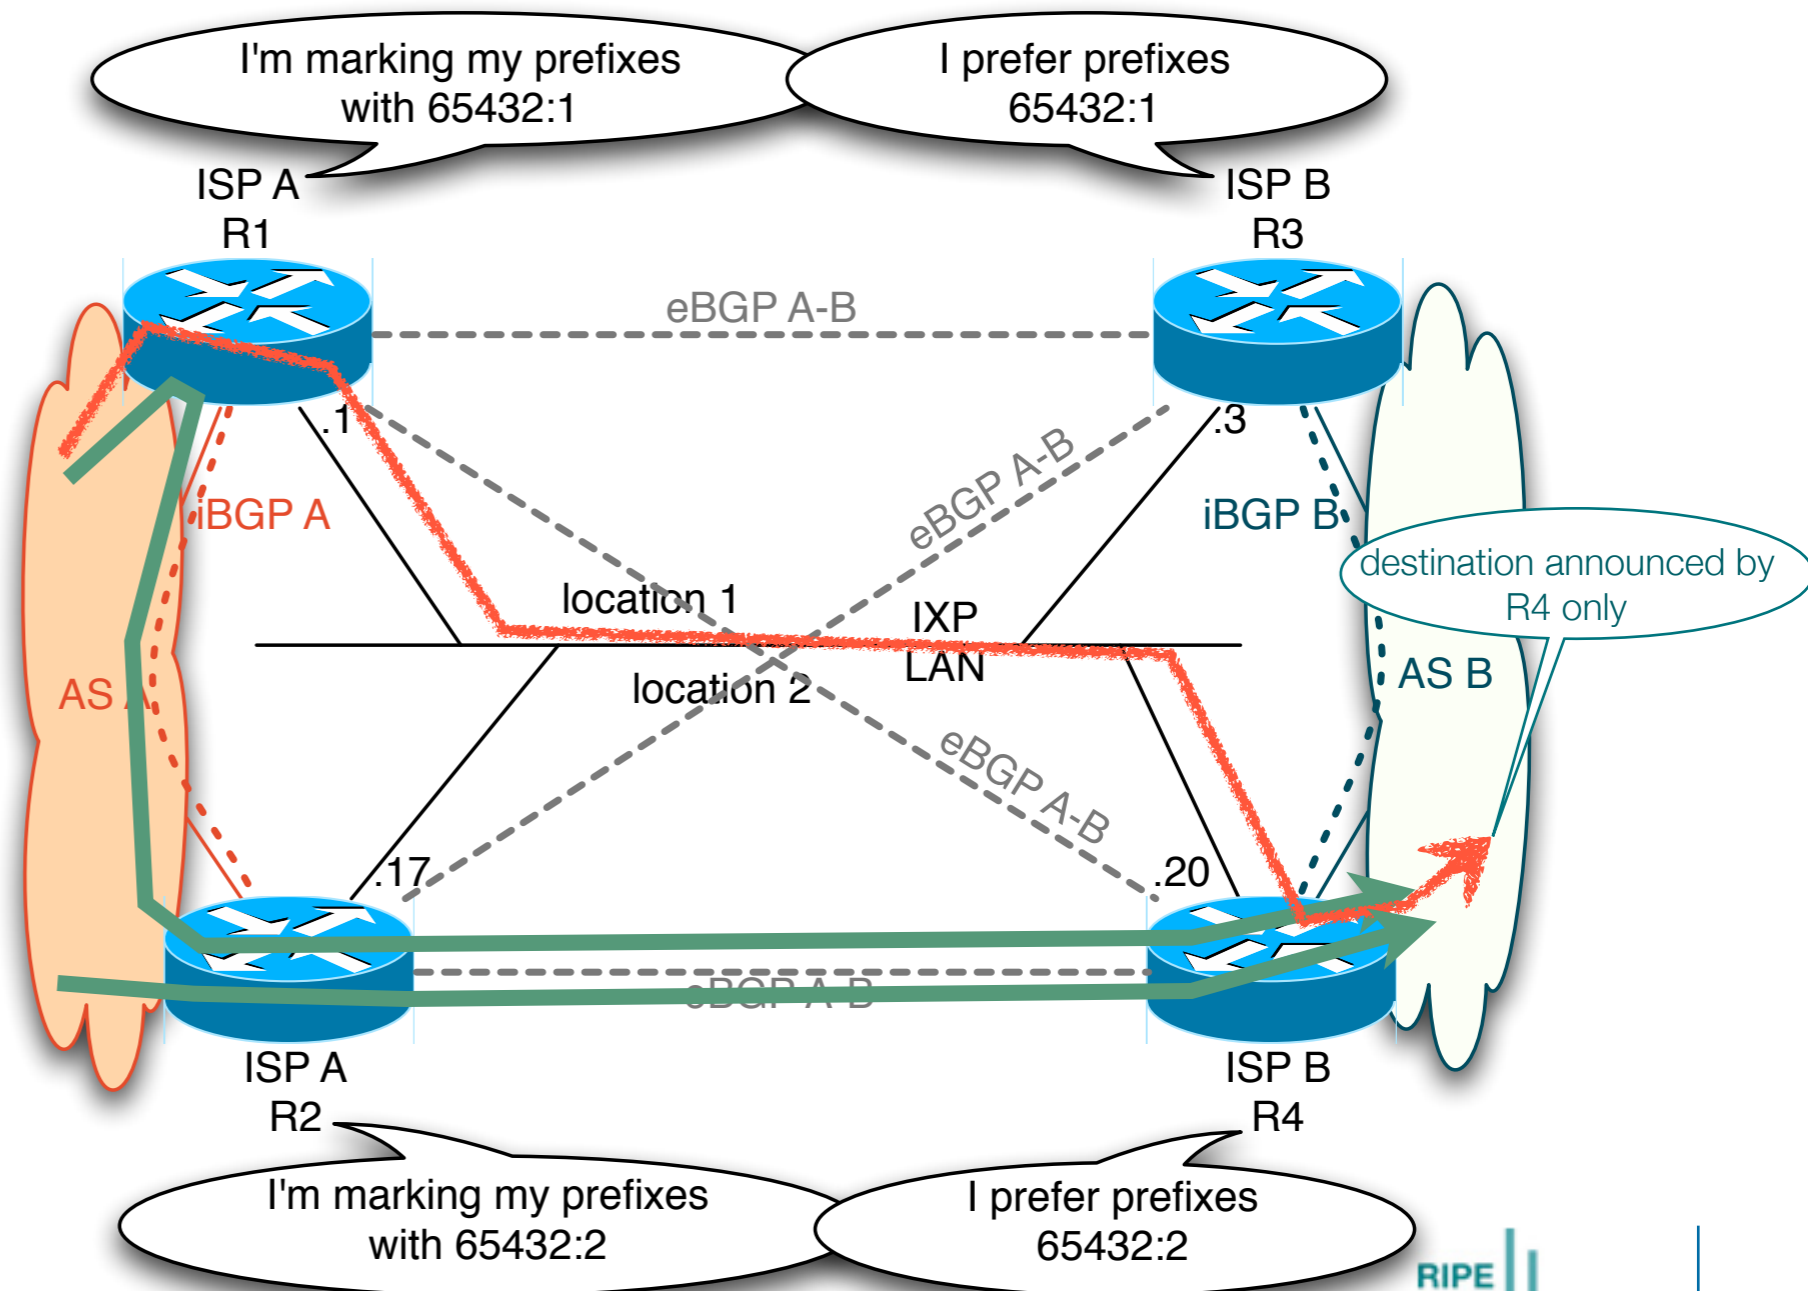 I'm marking my prefixes
with 65432:1
I prefer prefixes
65432:1
ISP A
R1
ISP B
R3
eBGP A-B
.1
.3
iBGP A
eBGP A-B
iBGP B
destination announced by
R4 only
location 1
IXP
LAN
location 2
AS A
AS B
eBGP A-B
.17
.20
eBGP A-B
ISP A
R2
ISP B
R4
I'm marking my prefixes
with 65432:2
I prefer prefixes
65432:2
RIPE